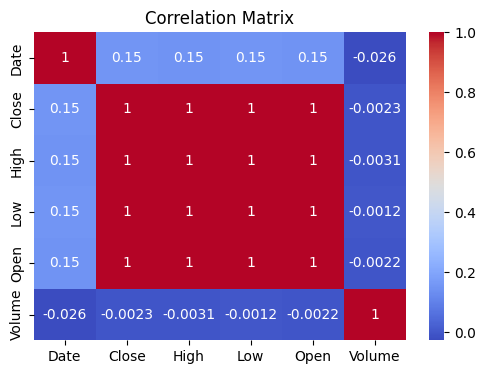 Correlation Matrix
Date 1 0.15 0.15 0.15 0.15 -0.026
Close 0.15 1 1 1 1 -0.0023
High 0.15 1 1 1 1 -0.0031
Low 0.15 1 1 1 1 -0.0012
Open 0.15 1 1 1 1 -0.0022
Volume -0.026 -0.0023 -0.0031 -0.0012 -0.0022 1
Date Close High Low Open Volume
1.0
0.8
0.6
0.4
0.2
0.0